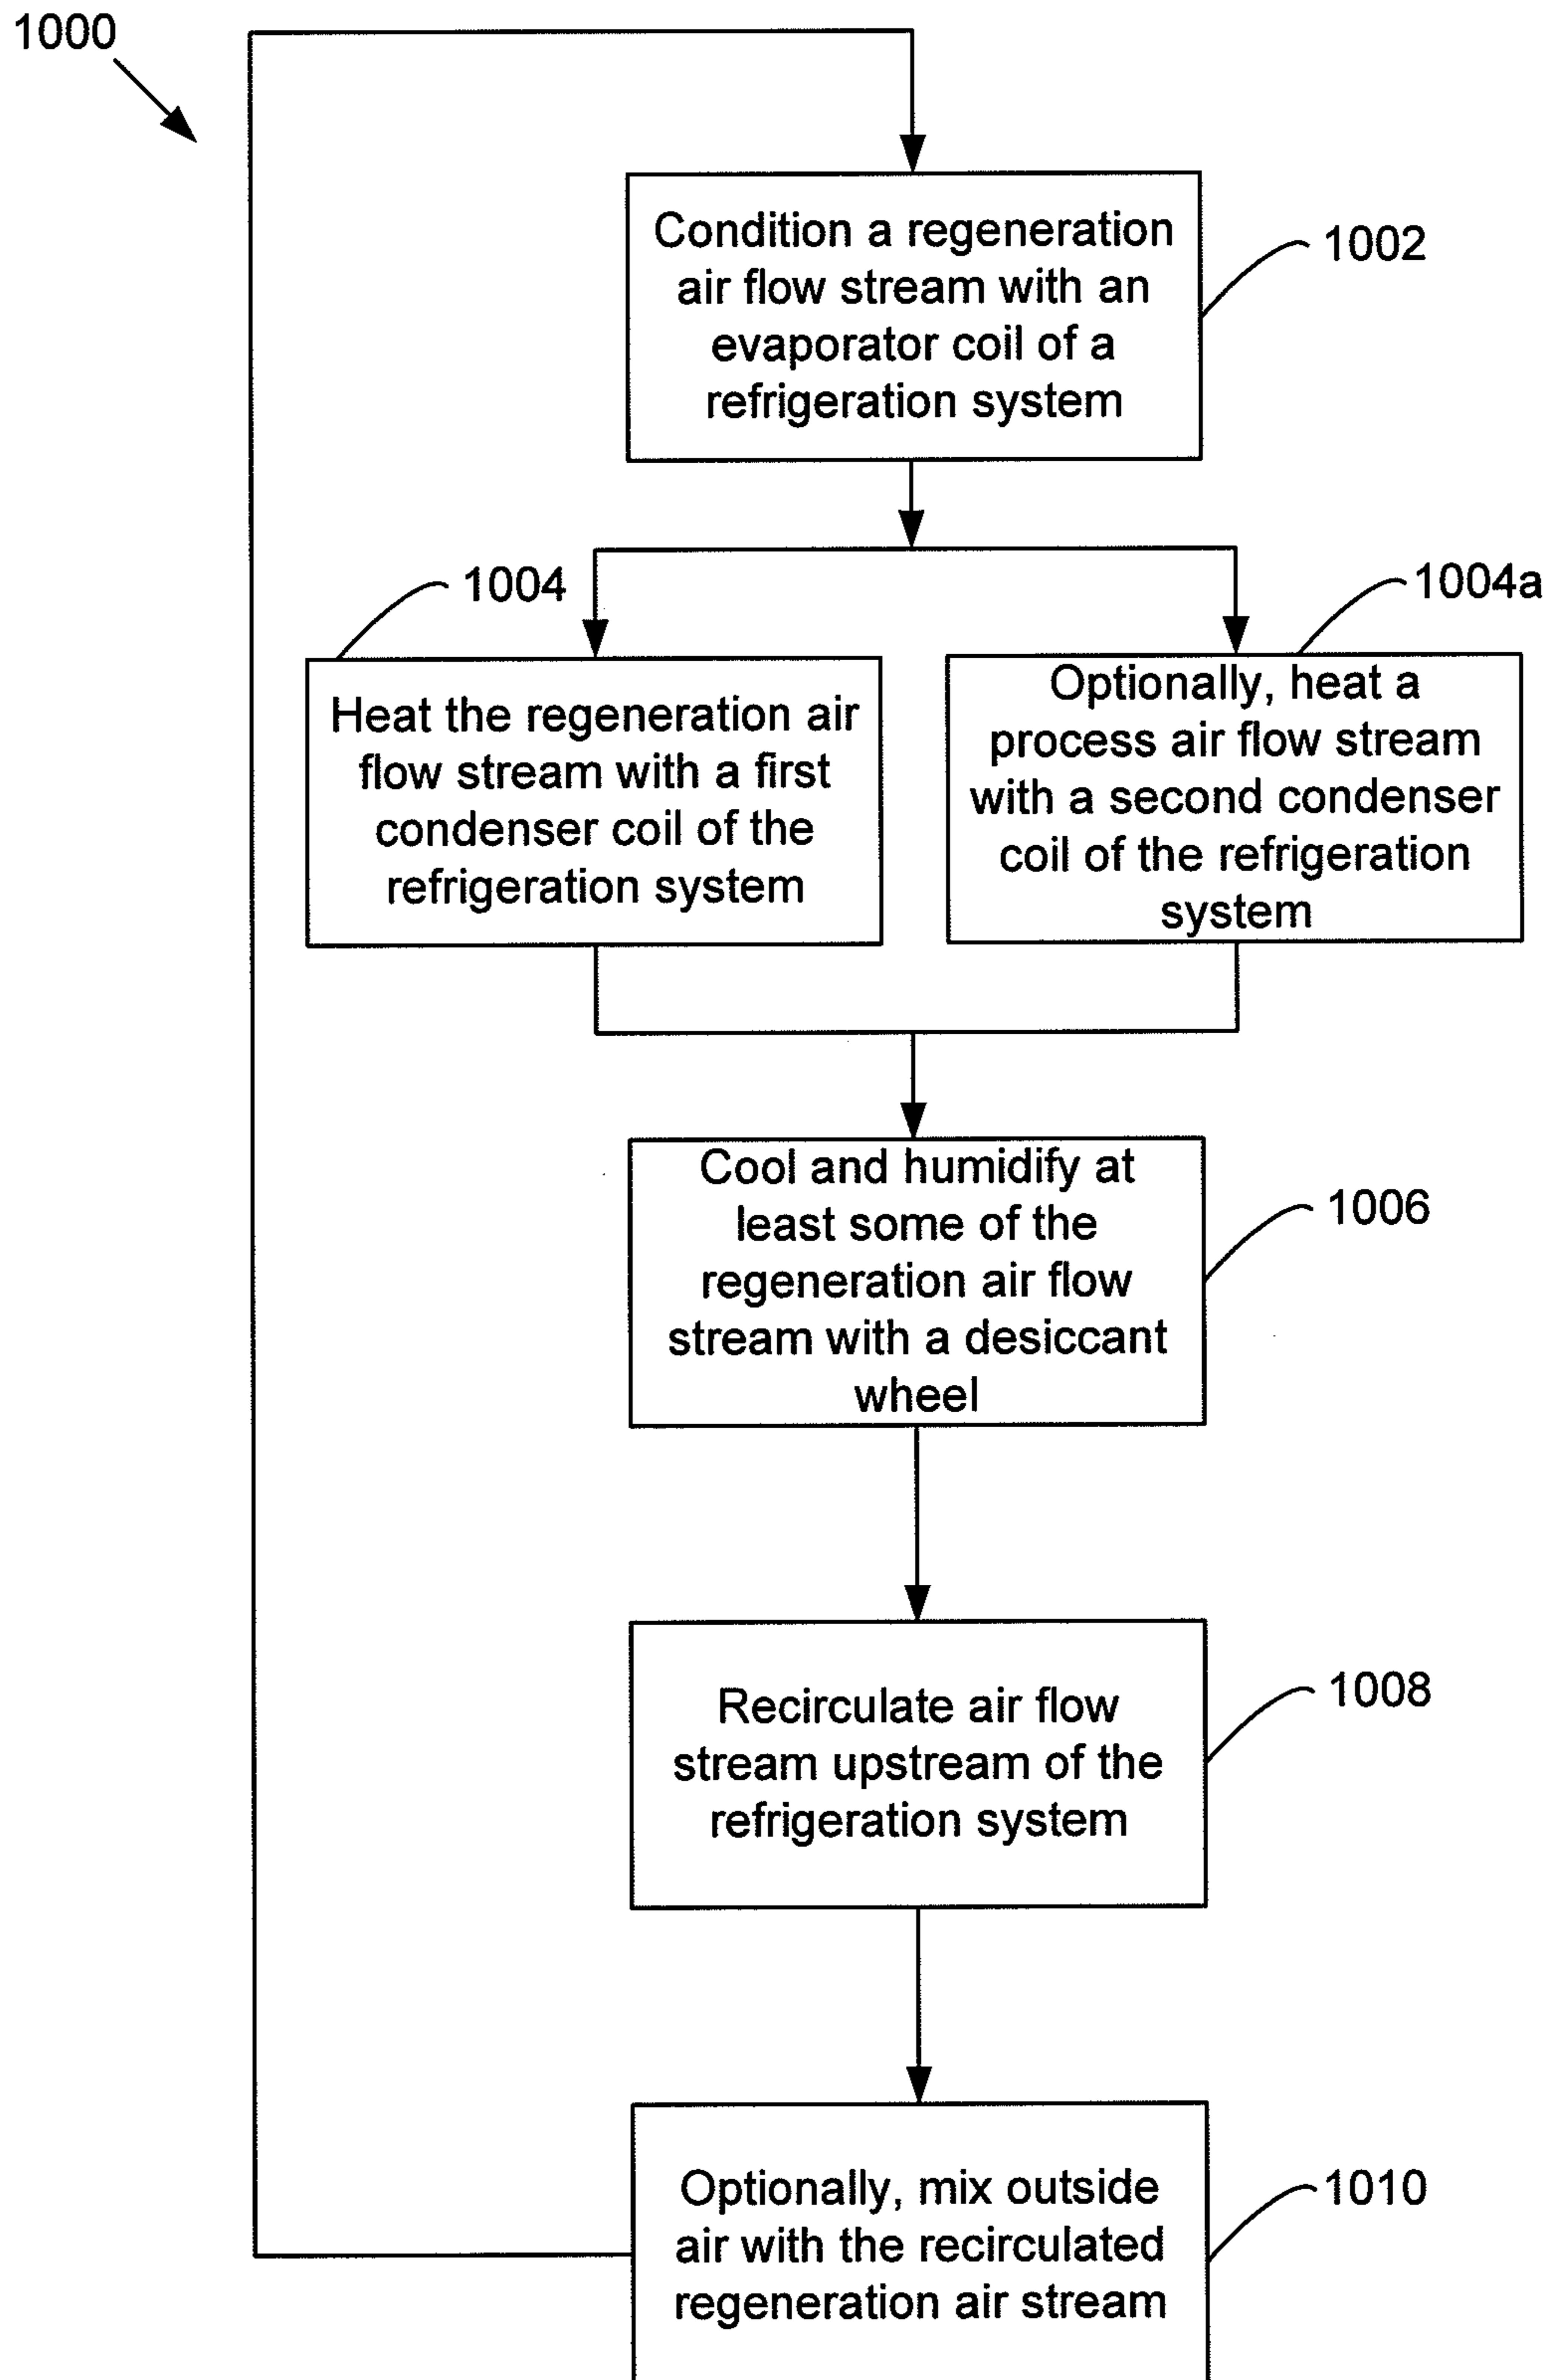 1000
Condition a regeneration
air flow stream with an
evaporator coil of a
refrigeration system
1002
1004
Heat the regeneration air
flow stream with a first
condenser coil of the
refrigeration system
1004a
Optionally, heat a
process air flow stream
with a second condenser
coil of the refrigeration
system
Cool and humidify at
least some of the
regeneration air flow
stream with a desiccant
wheel
1006
Recirculate air flow
stream upstream of the
refrigeration system
1008
Optionally, mix outside
air with the recirculated
regeneration air stream
1010